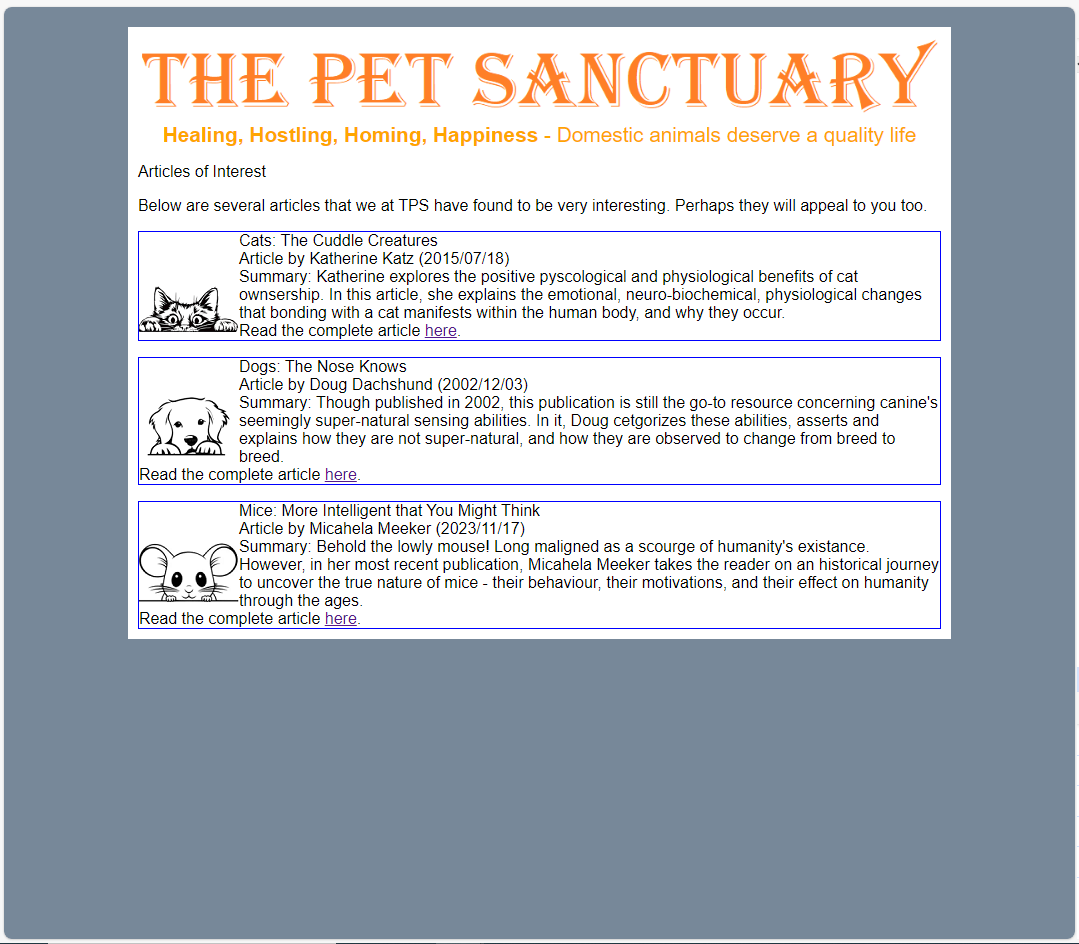 THE PET SANCTUARY
Healing, Hostling, Homing, Happiness - Domestic animals deserve a quality life
Articles of Interest
Below are several articles that we at TPS have found to be very interesting. Perhaps they will appeal to you too.
Cats: The Cuddle Creatures
Article by Katherine Katz (2015/07/18)
Summary: Katherine explores the positive pyscological and physiological benefits of cat
ownsership. In this article, she explains the emotional, neuro-biochemical, physiological changes
that bonding with a cat manifests within the human body, and why they occur.
Read the complete article here.
Dogs: The Nose Knows
Article by Doug Dachshund (2002/12/03)
Summary: Though published in 2002, this publication is still the go-to resource concerning canine's
seemingly super-natural sensing abilities. In it, Doug cetgorizes these abilities, asserts and
explains how they are not super-natural, and how they are observed to change from breed to
breed.
Read the complete article here.
Mice: More Intelligent that You Might Think
Article by Micahela Meeker (2023/11/17)
Summary: Behold the lowly mouse! Long maligned as a scourge of humanity's existance.
However, in her most recent publication, Micahela Meeker takes the reader on an historical journey
to uncover the true nature of mice - their behaviour, their motivations, and their effect on humanity
through the ages.
Read the complete article here.